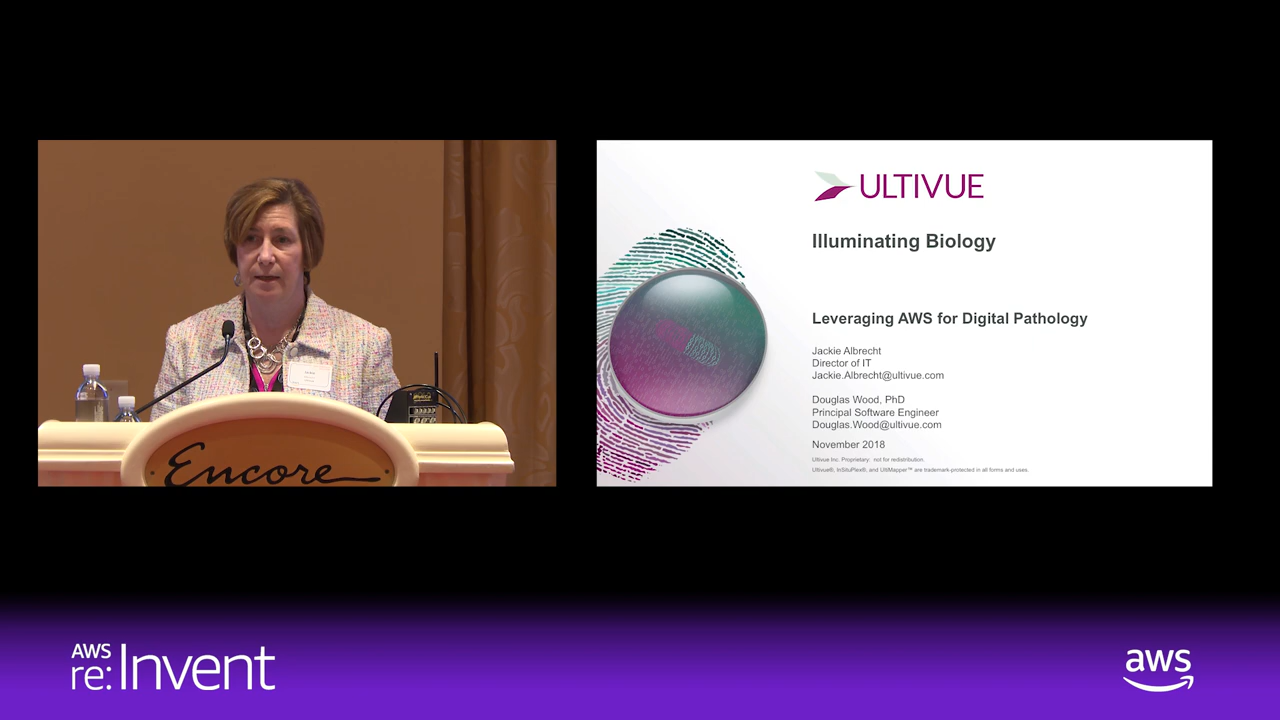 Encore
ULTIVUE
Illuminating Biology
Leveraging AWS for Digital Pathology
Jackie Albrecht
Director of IT
Jackie.Albrecht@ultivue.com
Douglas Wood, PhD
Principal Software Engineer
Douglas.Wood@ultivue.com
November 2018
Ultivue Inc. Proprietary: not for redistribution.
Ultivue®, InSituPlex®, and UltiMapper™ are trademark-protected in all forms and uses.
AWS
re:Invent
aws